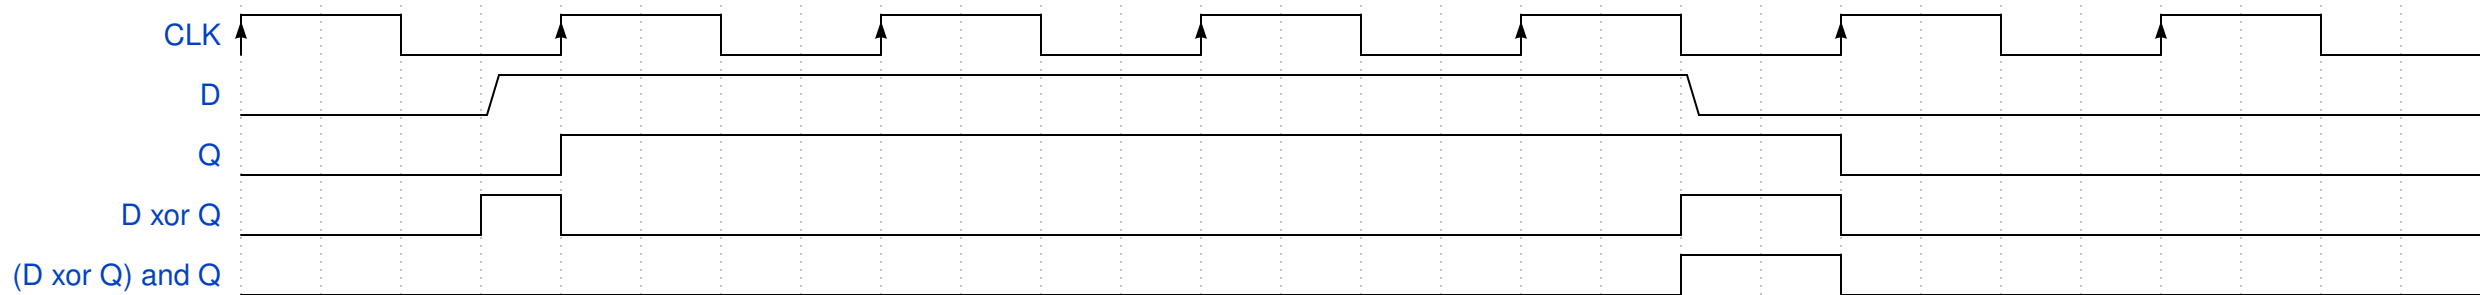 CLK
D
Q
D xor Q
(D xor Q) and Q